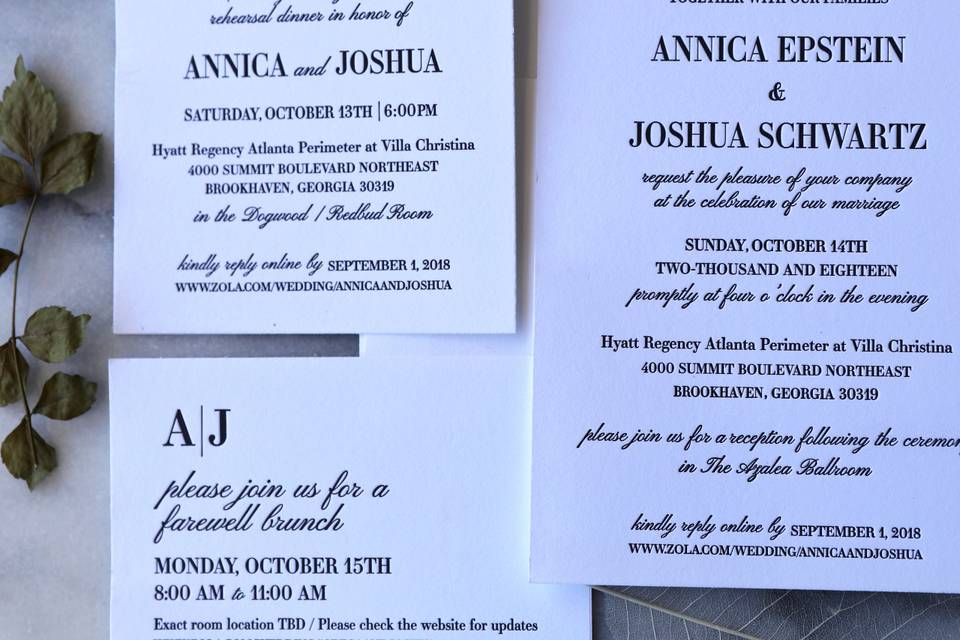 rehearsal dinner in honor of
ANNICA and JOSHUA
SATURDAY, OCTOBER 13TH | 6:00PM
Hyatt Regency Atlanta Perimeter at Villa Christina
4000 SUMMIT BOULEVARD NORTHEAST
BROOKHAVEN, GEORGIA 30319
in the Dogwood / Redbud Room
kindly reply online by SEPTEMBER 1, 2018
WWW.ZOLA.COM/WEDDING/ANNICAANDJOSHUA
A|J
please join us for a
farewell brunch
MONDAY, OCTOBER 15TH
8:00 AM to 11:00 AM
Exact room location TBD / Please check the website for updates
TOGETHER WITH OUR FAMILIES
ANNICA EPSTEIN
&
JOSHUA SCHWARTZ
request the pleasure of your company
at the celebration of our marriage
SUNDAY, OCTOBER 14TH
TWO-THOUSAND AND EIGHTEEN
promptly at four o'clock in the evening
Hyatt Regency Atlanta Perimeter at Villa Christina
4000 SUMMIT BOULEVARD NORTHEAST
BROOKHAVEN, GEORGIA 30319
please join us for a reception following the ceremon
in The Azalea Ballroom
kindly reply online by SEPTEMBER 1, 2018
WWW.ZOLA.COM/WEDDING/ANNICAANDJOSHUA